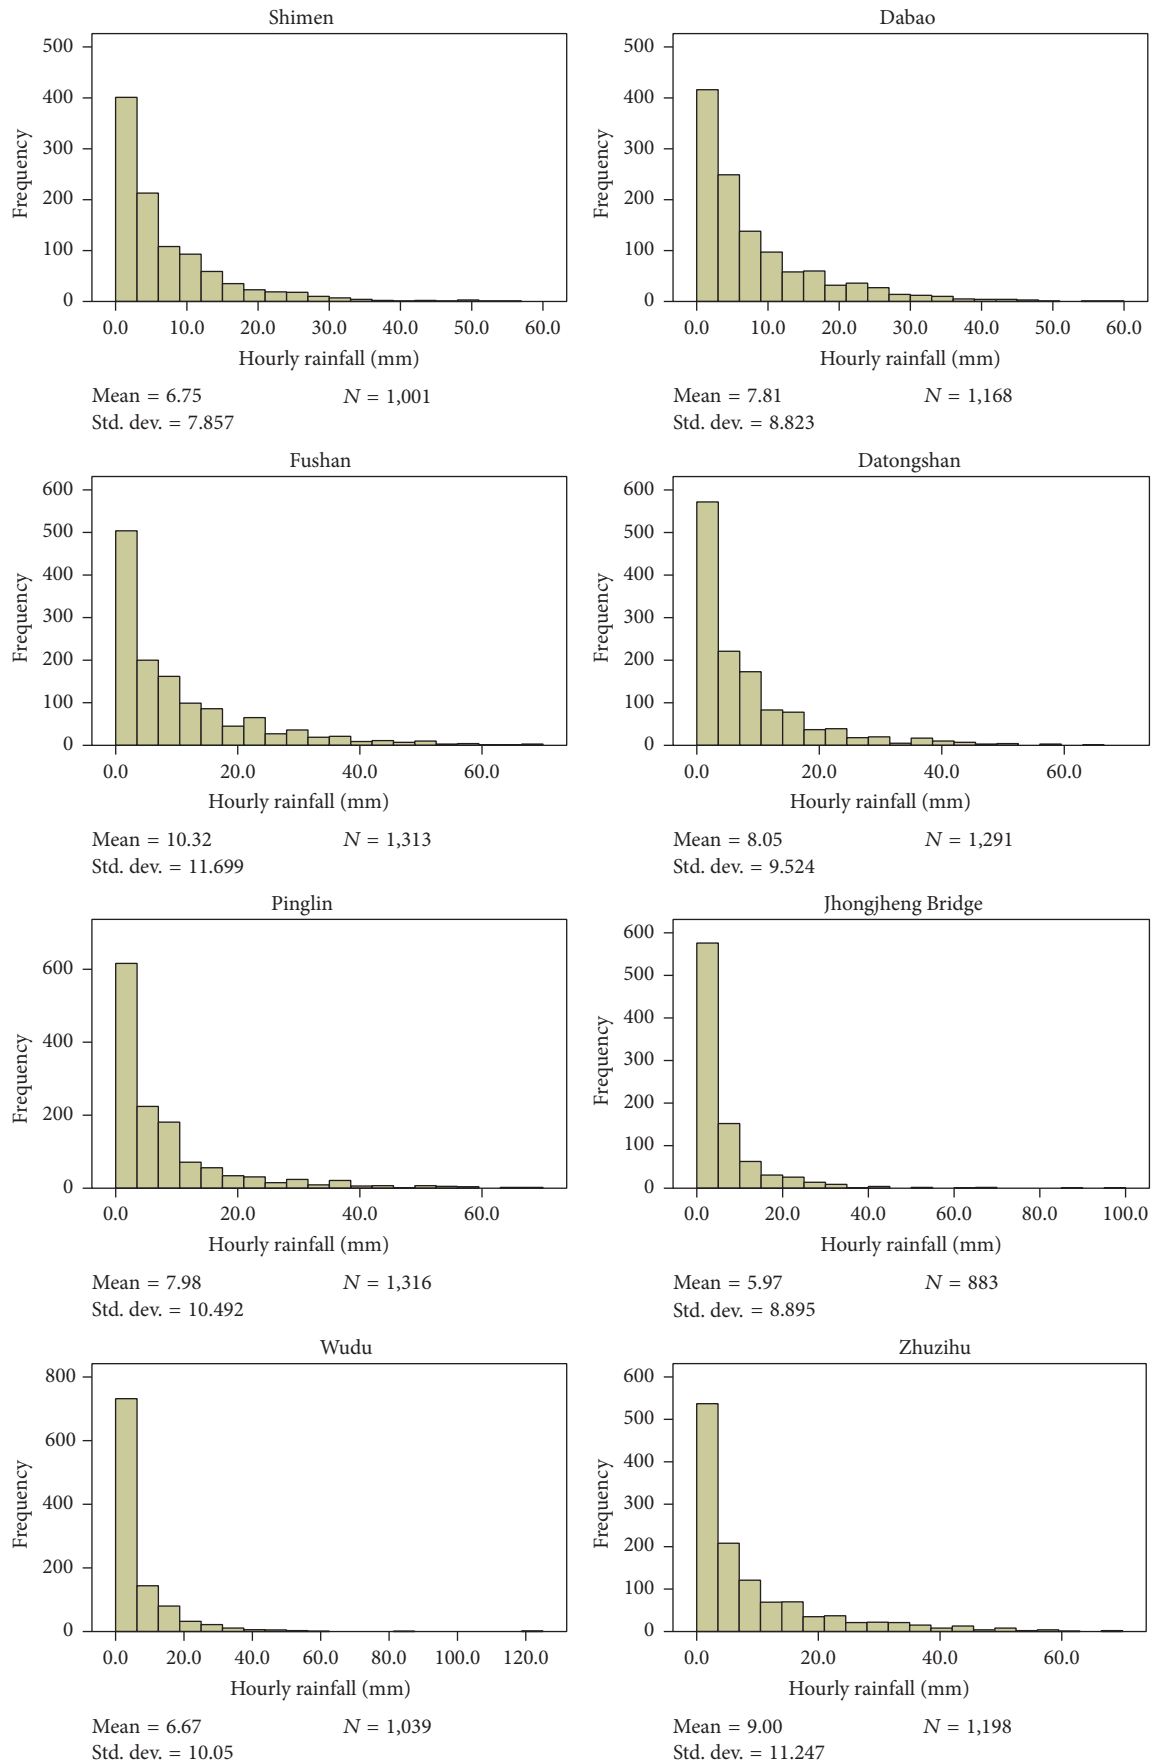 Shimen
500
400
300
200
100
0
Frequency
0.0 10.0 20.0 30.0 40.0 50.0 60.0
Hourly rainfall (mm)
Mean = 6.75 N = 1,001
Std. dev. = 7.857
Dabao
500
400
300
200
100
0
Frequency
0.0 10.0 20.0 30.0 40.0 50.0 60.0
Hourly rainfall (mm)
Mean = 7.81 N = 1,168
Std. dev. = 8.823
Fushan
600
500
400
300
200
100
0
Frequency
0.0 20.0 40.0 60.0
Hourly rainfall (mm)
Mean = 10.32 N = 1,313
Std. dev. = 11.699
Datongshan
600
500
400
300
200
100
0
Frequency
0.0 20.0 40.0 60.0
Hourly rainfall (mm)
Mean = 8.05 N = 1,291
Std. dev. = 9.524
Pinglin
600
400
200
0
Frequency
0.0 20.0 40.0 60.0
Hourly rainfall (mm)
Mean = 7.98 N = 1,316
Std. dev. = 10.492
Jhongjheng Bridge
600
500
400
300
200
100
0
Frequency
0.0 20.0 40.0 60.0 80.0 100.0
Hourly rainfall (mm)
Mean = 5.97 N = 883
Std. dev. = 8.895
Wudu
800
600
400
200
0
Frequency
0.0 20.0 40.0 60.0 80.0 100.0 120.0
Hourly rainfall (mm)
Mean = 6.67 N = 1,039
Std. dev. = 10.05
Zhuzihu
600
500
400
300
200
100
0
Frequency
0.0 20.0 40.0 60.0
Hourly rainfall (mm)
Mean = 9.00 N = 1,198
Std. dev. = 11.247